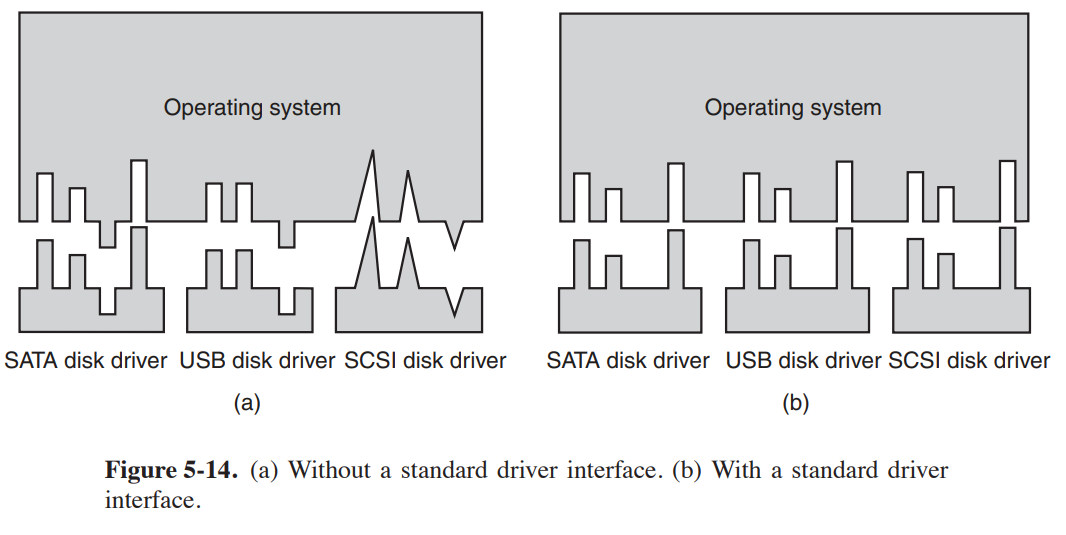 Operating system
Operating system
SATA disk driver USB disk driver SCSI disk driver
SATA disk driver USB disk driver SCSI disk driver
(a)
(b)
Figure 5-14. (a) Without a standard driver interface. (b) With a standard driver
interface.